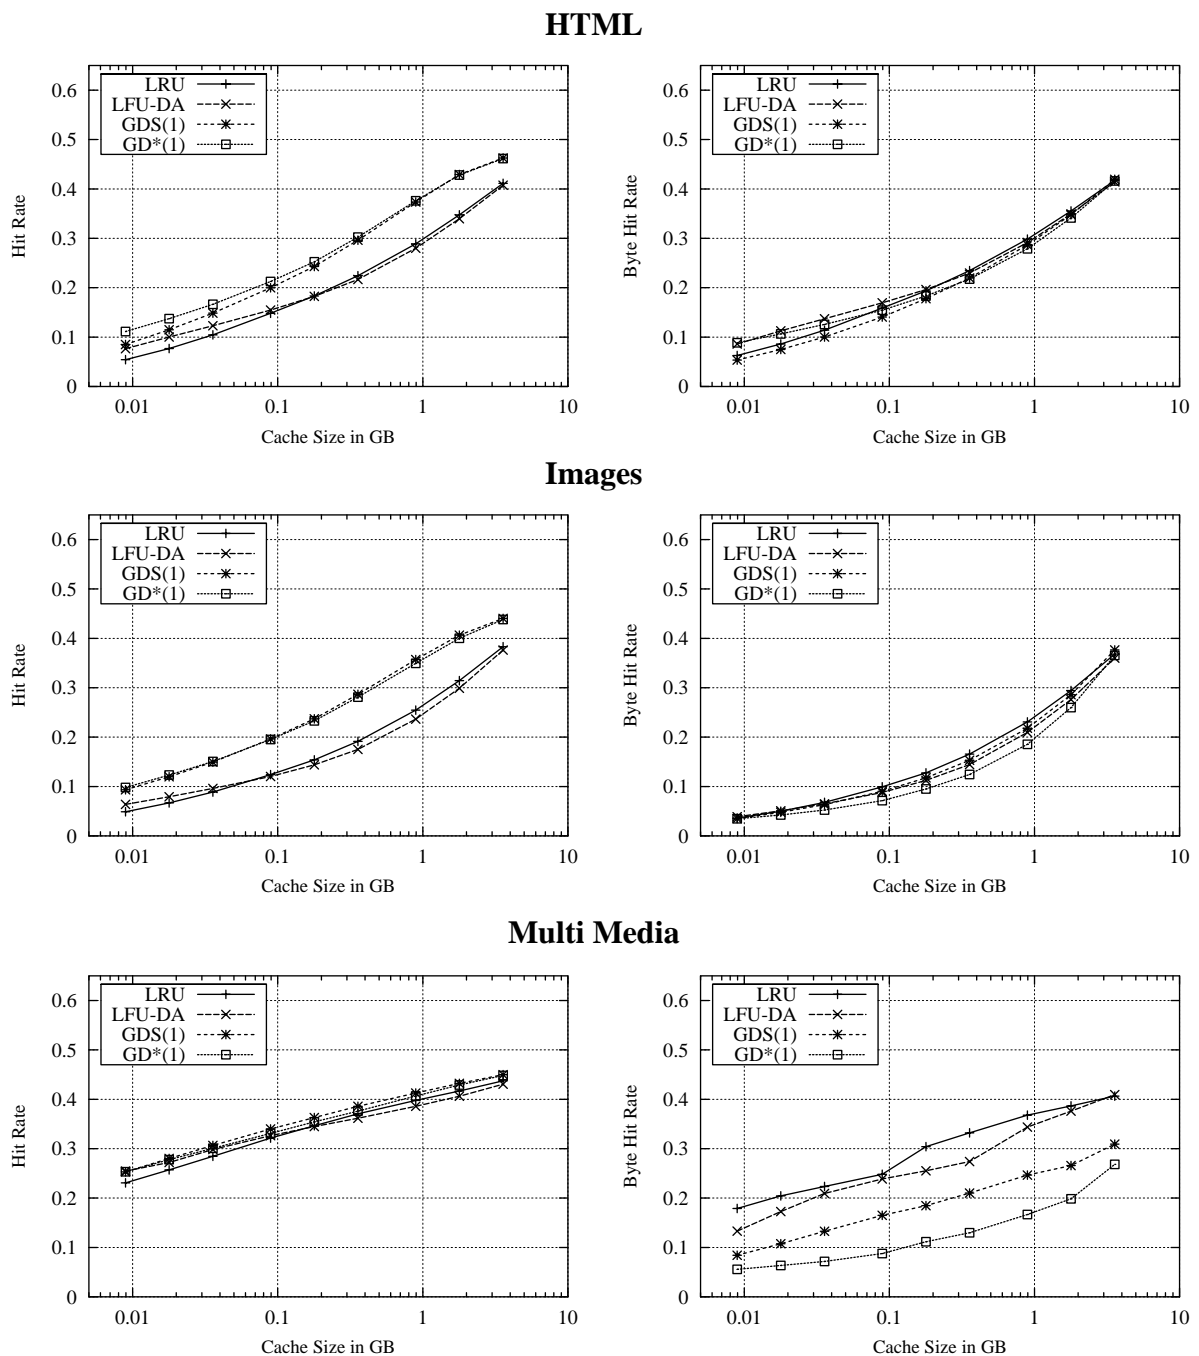 HTML
Hit Rate
0.6
0.5
0.4
0.3
0.2
0.1
0
LRU
LFU-DA
GDS(1)
GD*(1)
0.01 0.1 1 10
Cache Size in GB
Byte Hit Rate
0.6
0.5
0.4
0.3
0.2
0.1
0
LRU
LFU-DA
GDS(1)
GD*(1)
0.01 0.1 1 10
Cache Size in GB
Images
Hit Rate
0.6
0.5
0.4
0.3
0.2
0.1
0
LRU
LFU-DA
GDS(1)
GD*(1)
0.01 0.1 1 10
Cache Size in GB
Byte Hit Rate
0.6
0.5
0.4
0.3
0.2
0.1
0
LRU
LFU-DA
GDS(1)
GD*(1)
0.01 0.1 1 10
Cache Size in GB
Multi Media
Hit Rate
0.6
0.5
0.4
0.3
0.2
0.1
0
LRU
LFU-DA
GDS(1)
GD*(1)
0.01 0.1 1 10
Cache Size in GB
Byte Hit Rate
0.6
0.5
0.4
0.3
0.2
0.1
0
LRU
LFU-DA
GDS(1)
GD*(1)
0.01 0.1 1 10
Cache Size in GB